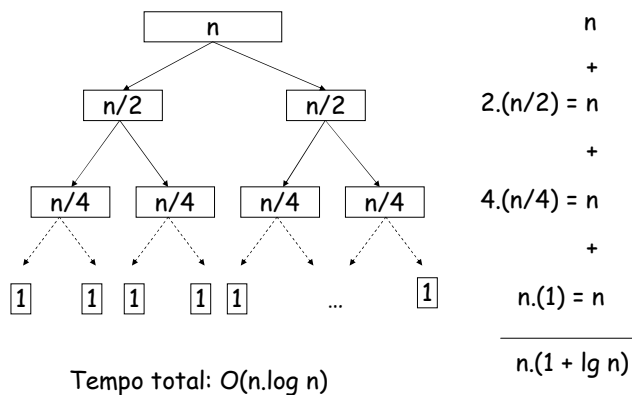 n
n
+
n/2 n/2
2.(n/2) = n
+
n/4 n/4 n/4 n/4
4.(n/4) = n
+
1 1 1 1 1 ... 1
n.(1) = n
n.(1 + lg n)
Tempo total: O(n.log n)